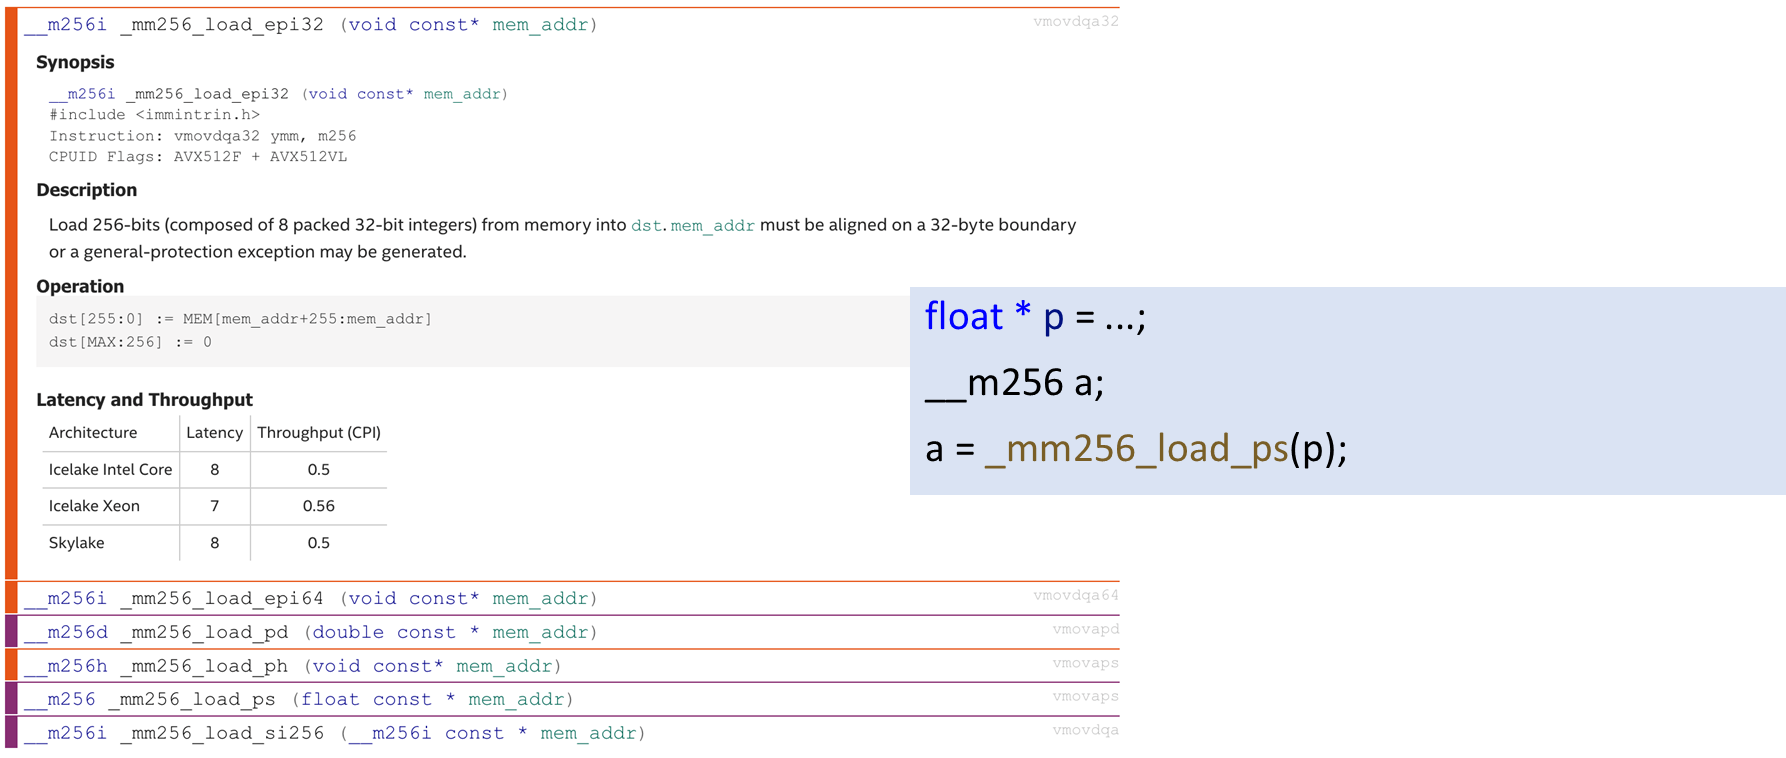 __m256i _mm256_load_epi32 (void const* mem_addr) vmovdqa32
Synopsis
__m256i _mm256_load_epi32 (void const* mem_addr)
#include <immintrin.h>
Instruction: vmovdqa32 ymm, m256
CPUID Flags: AVX512F + AVX512VL
Description
Load 256-bits (composed of 8 packed 32-bit integers) from memory into dst. mem_addr must be aligned on a 32-byte boundary
or a general-protection exception may be generated.
Operation
dst[255:0] := MEM[mem_addr+255:mem_addr]
dst[MAX:256] := 0
Latency and Throughput
Architecture Latency Throughput (CPI)
Icelake Intel Core 8 0.5
Icelake Xeon 7 0.56
Skylake 8 0.5
float * p = ...;
__m256 a;
a = _mm256_load_ps(p);
__m256i _mm256_load_epi64 (void const* mem_addr) vmovdqa64
__m256d _mm256_load_pd (double const * mem_addr) vmovapd
__m256h _mm256_load_ph (void const* mem_addr) vmovaps
__m256 _mm256_load_ps (float const * mem_addr) vmovaps
__m256i _mm256_load_si256 (__m256i const * mem_addr) vmovdqa